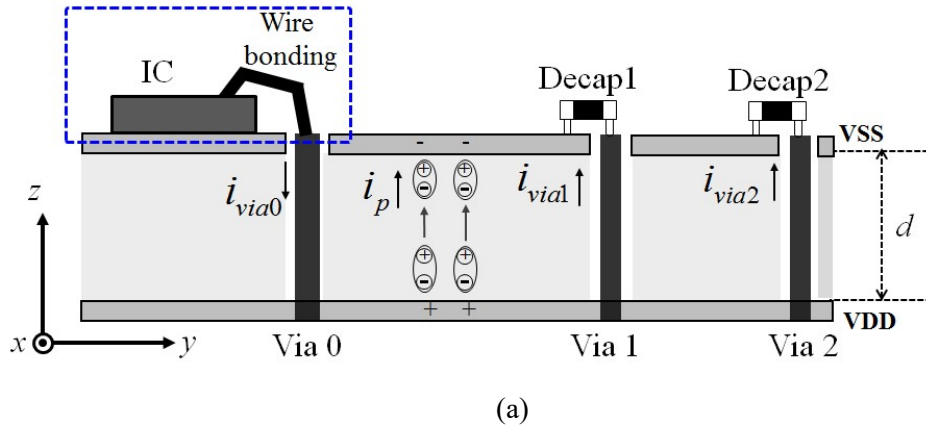 Wire
bonding
IC
Decap1
Decap2
- -
VSS
i_via0
i_p
i_via1
i_via2
+ +
- -
z
d
+ +
- -
+ +
VDD
x
y
Via 0
Via 1
Via 2
(a)